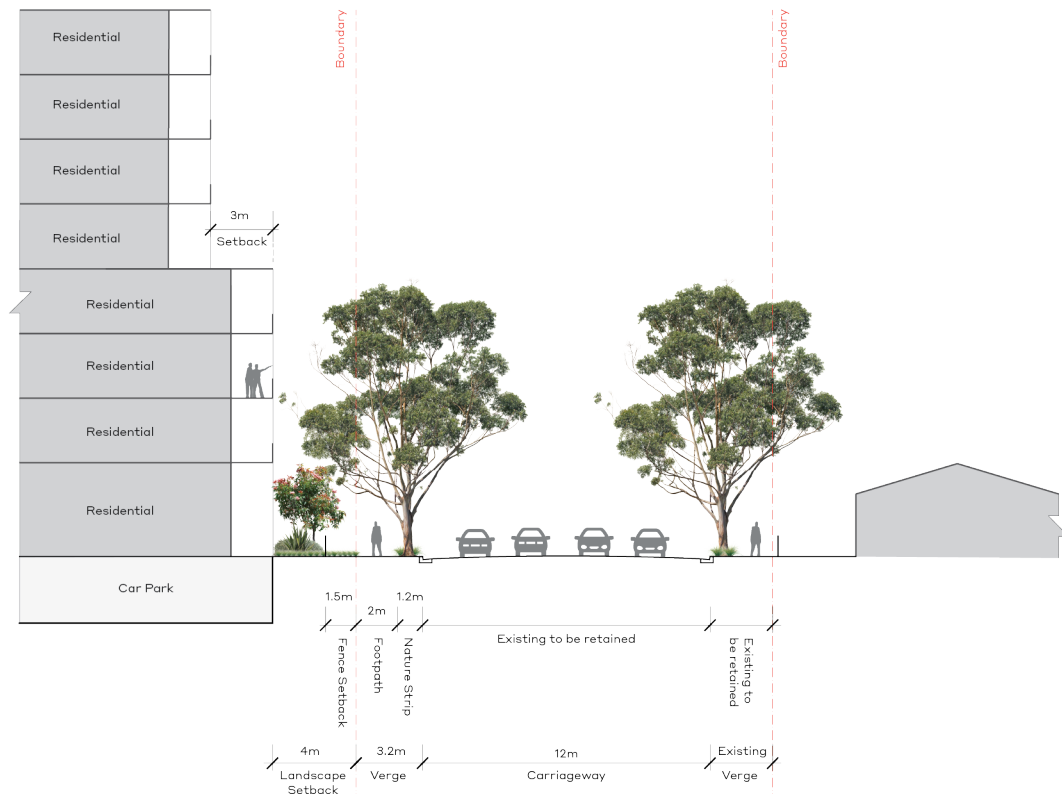 Boundary
Boundary
Residential
Residential
Residential
3m
Setback
Residential
Residential
Residential
Residential
Residential
Car Park
1.5m
2m
1.2m
Fence Setback
Footpath
Nature Strip
Existing to be retained
Existing to
be retained
4m
3.2m
12m
Existing
Landscape
Setback
Verge
Carriageway
Verge